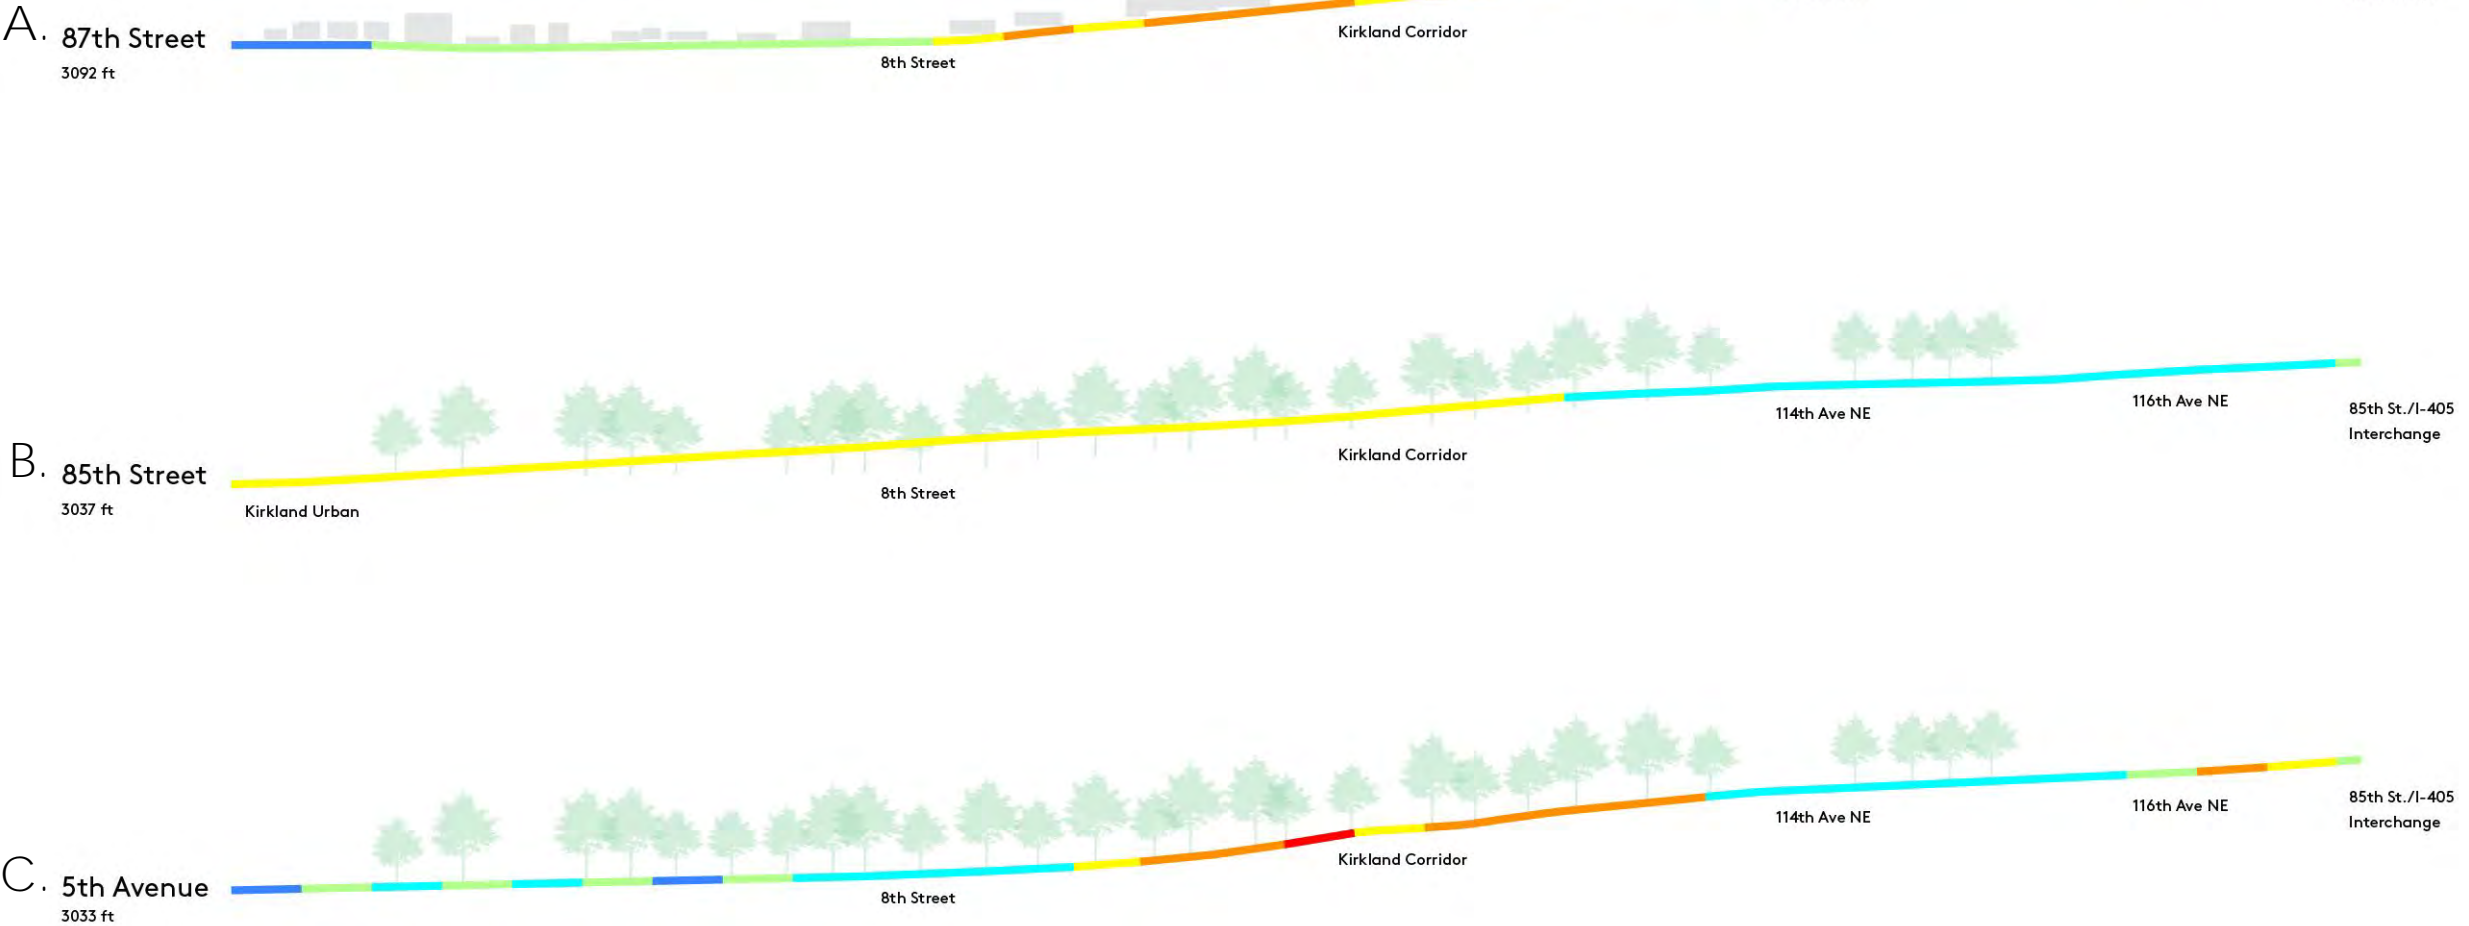 A. 87th Street
3092 ft
8th Street
Kirkland Corridor
B. 85th Street
3037 ft
Kirkland Urban
8th Street
Kirkland Corridor
114th Ave NE
116th Ave NE
85th St./I-405
Interchange
C. 5th Avenue
3033 ft
8th Street
Kirkland Corridor
114th Ave NE
116th Ave NE
85th St./I-405
Interchange